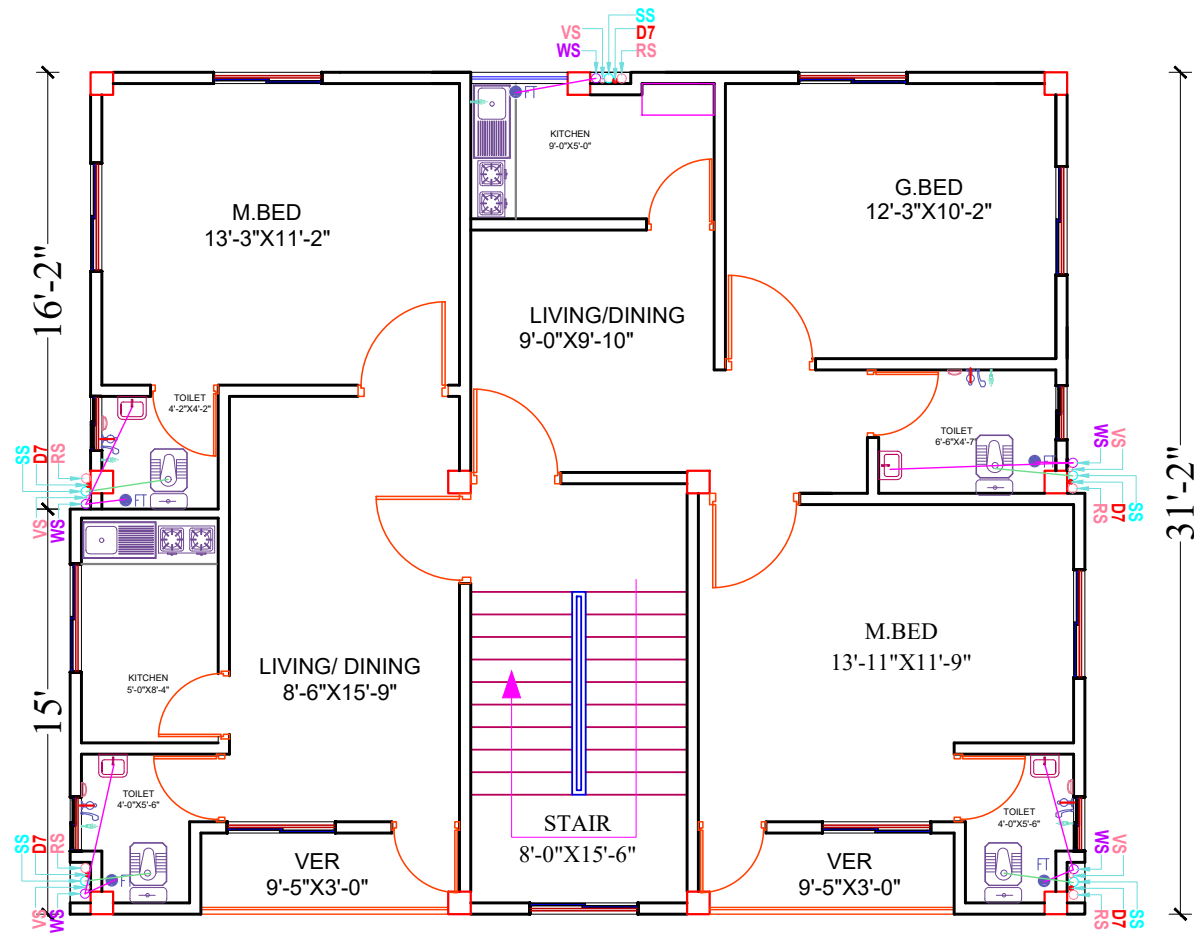 SS
VS D7
WS RS
FT
KITCHEN
9'-0"X5'-0"
M.BED
13'-3"X11'-2"
G.BED
12'-3"X10'-2"
16'-2"
31'-2"
LIVING/DINING
9'-0"X9'-10"
TOILET
4'-2"X4'-2"
SS D7 RS
VS WS
FT
TOILET
6'-6"X4'-7"
FT
WS VS
RS D7 SS
15'
KITCHEN
5'-0"X8'-4"
LIVING/ DINING
8'-6"X15'-9"
M.BED
13'-11"X11'-9"
TOILET
4'-0"X5'-6"
SS D7 RS
VS WS
FT
VER
9'-5"X3'-0"
STAIR
8'-0"X15'-6"
VER
9'-5"X3'-0"
TOILET
4'-0"X5'-6"
FT
WS VS
RS D7 SS